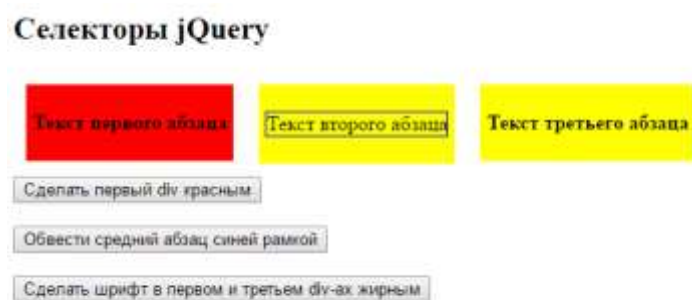 Селекторы jQuery
Текст первого абзаца Текст второго абзаца Текст третьего абзаца
Сделать первый div красным
Обвести средний абзац синей рамкой
Сделать шрифт в первом и третьем div-ах жирным